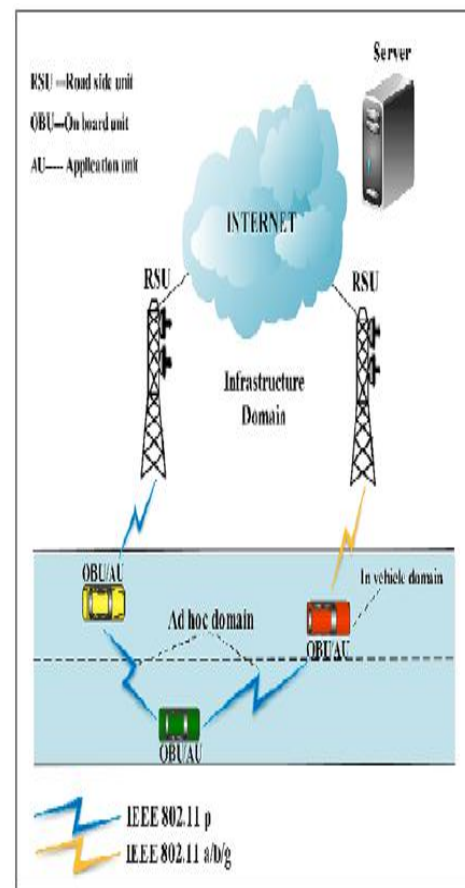 Server
RSU ---Road side unit
OBU---On board unit
AU----- Application unit
INTERNET
RSU
RSU
Infrastructure
Domain
OBU/AU
In vehicle domain
Ad hoc domain
OBU/AU
OBU/AU
IEEE 802.11 p
IEEE 802.11 a/b/g